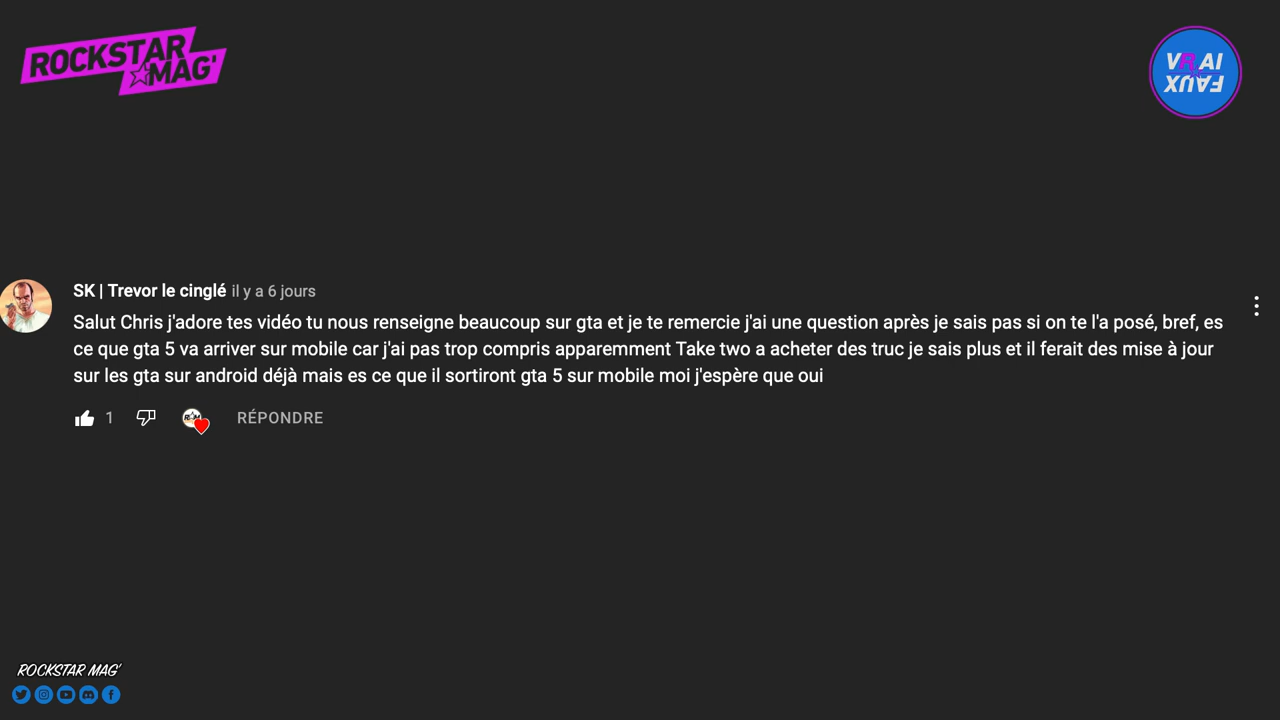 ROCKSTAR
MAG'
VRAI
FAUX
SK | Trevor le cinglé il y a 6 jours
Salut Chris j'adore tes vidéo tu nous renseigne beaucoup sur gta et je te remercie j'ai une question après je sais pas si on te l'a posé, bref, es
ce que gta 5 va arriver sur mobile car j'ai pas trop compris apparemment Take two a acheter des truc je sais plus et il ferait des mise à jour
sur les gta sur android déjà mais es ce que il sortiront gta 5 sur mobile moi j'espère que oui
1
RÉPONDRE
ROCKSTAR MAG'